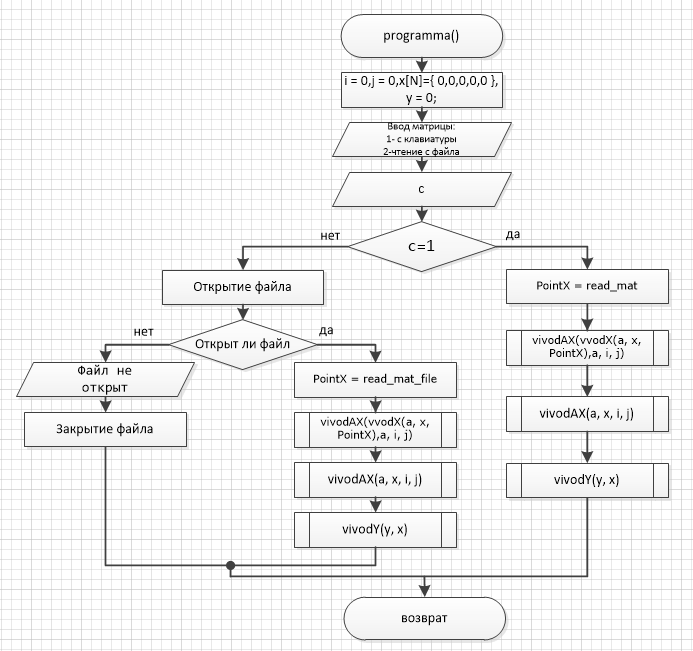 programma()
i = 0,j = 0,x[N]={ 0,0,0,0,0 },
y = 0;
Ввод матрицы:
1- с клавиатуры
2-чтение с файла
c
нет
да
c=1
Открытие файла
PointX = read_mat
нет
да
Открыт ли файл
vivodAX(vvodX(a, x,
PointX),a, i, j)
Файл не
открыт
PointX = read_mat_file
Закрытие файла
vivodAX(vvodX(a, x,
PointX),a, i, j)
vivodAX(a, x, i, j)
vivodAX(a, x, i, j)
vivodY(y, x)
vivodY(y, x)
возврат